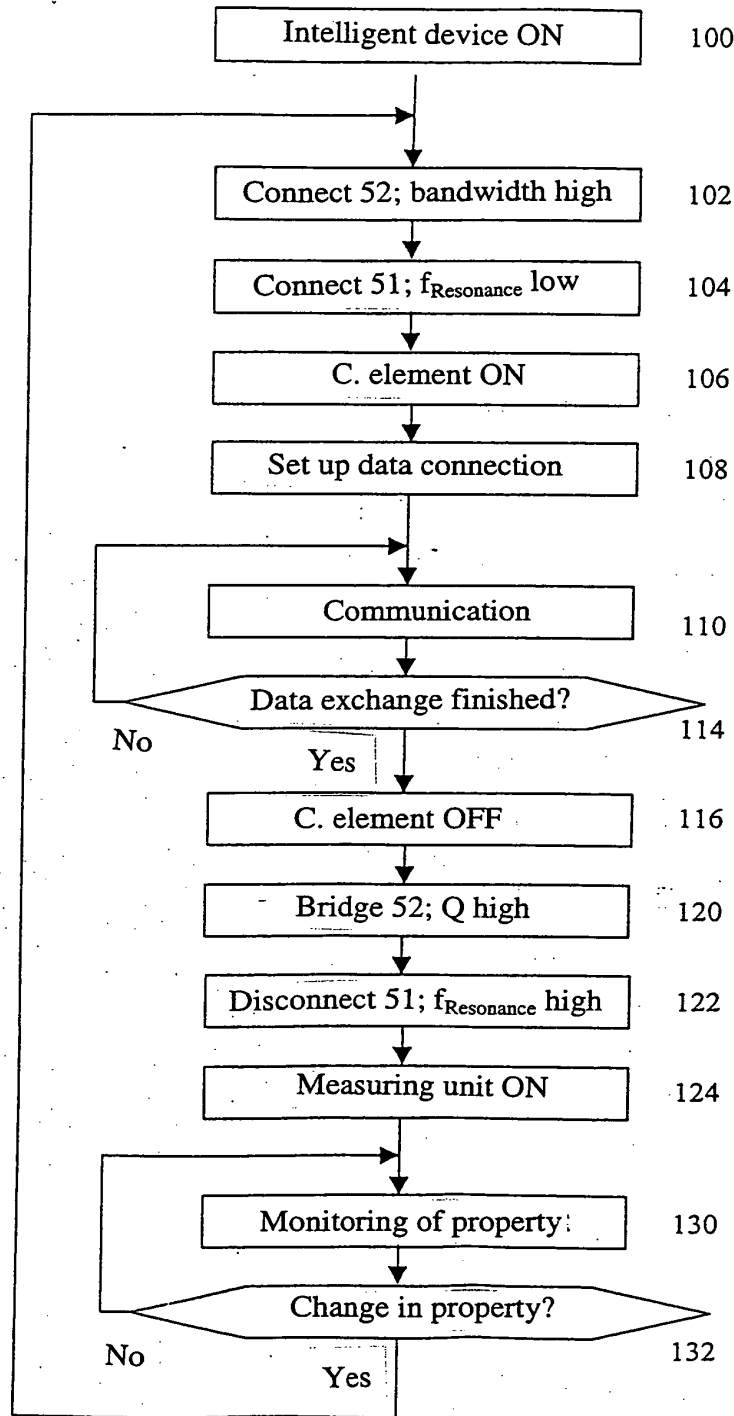 Intelligent device ON 100
Connect 52; bandwidth high 102
Connect 51; fResonance low 104
C. element ON 106
Set up data connection 108
Communication 110
Data exchange finished? 114
No
Yes
C. element OFF 116
Bridge 52; Q high 120
Disconnect 51; fResonance high 122
Measuring unit ON 124
Monitoring of property 130
Change in property? 132
No
Yes